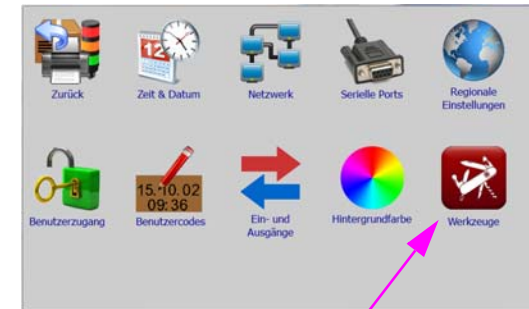 Zurück
Zeit & Datum
Netzwerk
Serielle Ports
Regionale
Einstellungen
12
Benutzerzugang
Benutzercodes
15.10.02
09:36
Ein- und
Ausgänge
Hintergrundfarbe
Werkzeuge